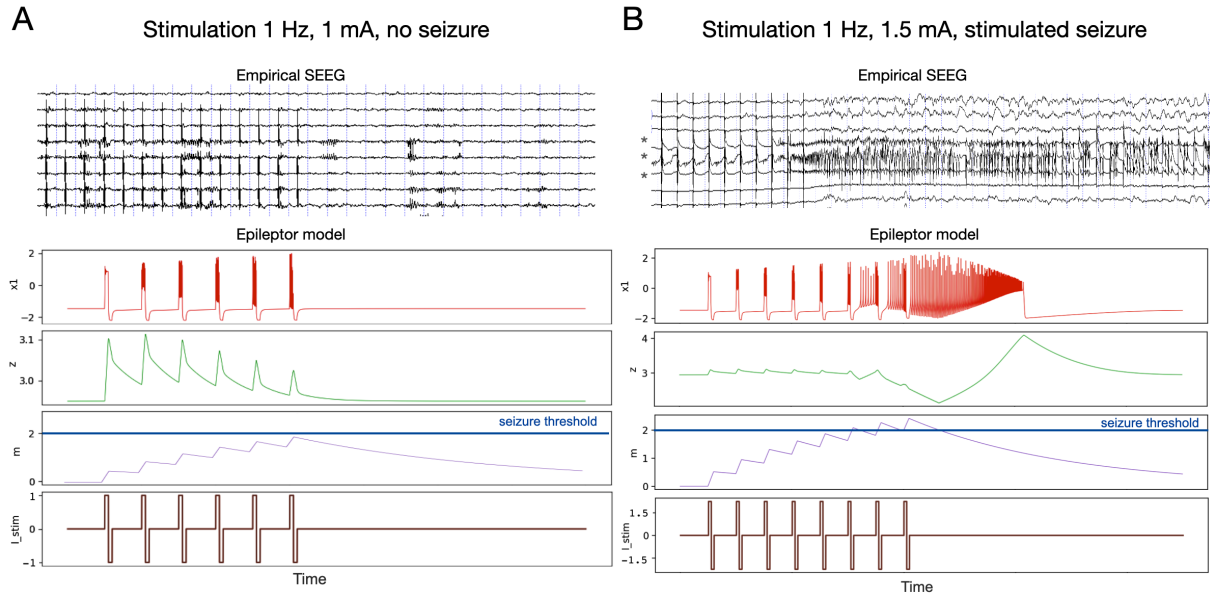 A
Stimulation 1 Hz, 1 mA, no seizure
Empirical SEEG
Epileptor model
x1
2
0
−2
z
3.1
3.0
seizure threshold
m
2
0
I_stim
1
0
−1
Time
B
Stimulation 1 Hz, 1.5 mA, stimulated seizure
Empirical SEEG
*
*
*
Epileptor model
x1
2
0
−2
z
4
3
seizure threshold
m
2
1
0
I_stim
1.5
0
−1.5
Time